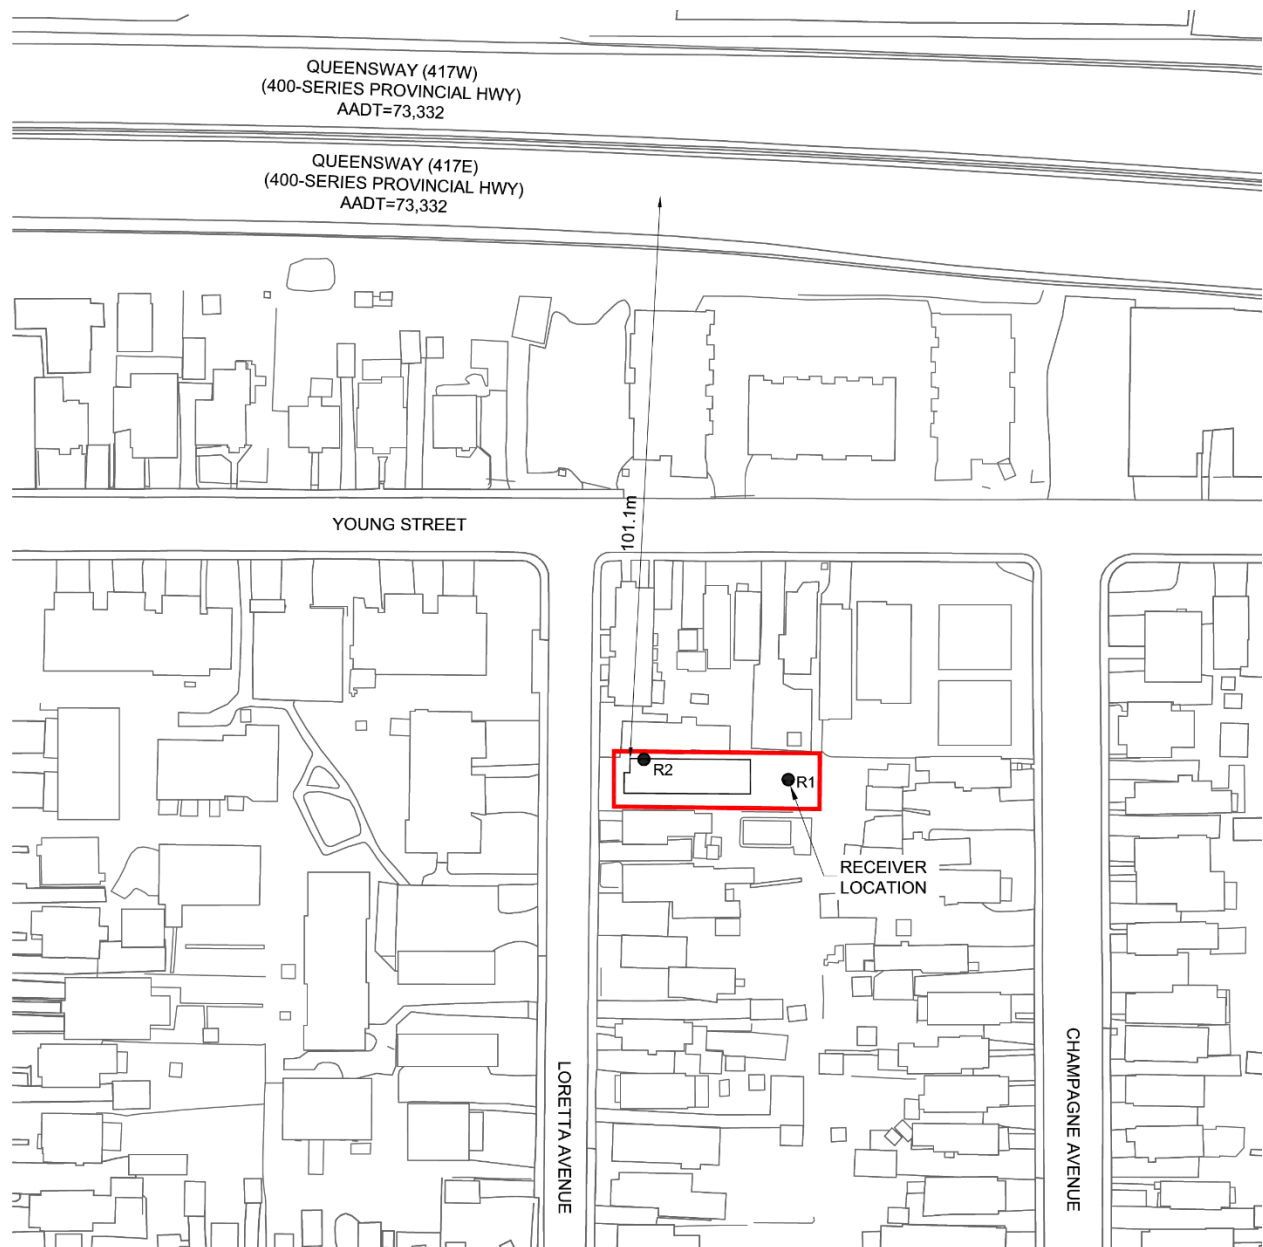 QUEENSWAY (417W)
(400-SERIES PROVINCIAL HWY)
AADT=73,332
QUEENSWAY (417E)
(400-SERIES PROVINCIAL HWY)
AADT=73,332
101.1m
YOUNG STREET
R2
R1
RECEIVER
LOCATION
LORETTA AVENUE
CHAMPAGNE AVENUE